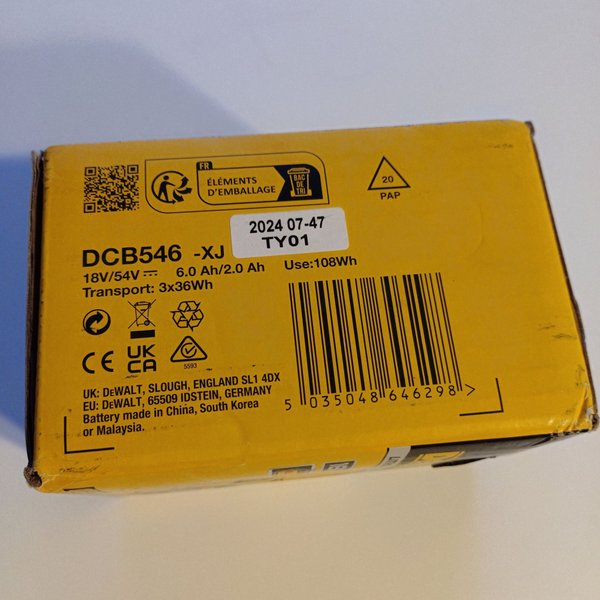 FR
ÉLÉMENTS
D'EMBALLAGE
BAC
DE
TRI
20
PAP
2024 07-47
TY01
DCB546 -XJ
18V/54V 6.0 Ah/2.0 Ah Use:108Wh
Transport: 3x36Wh
CE UK
CA
5593
UK: DEWALT, SLOUGH, ENGLAND SL1 4DX
EU: DEWALT, 65509 IDSTEIN, GERMANY
Battery made in China, South Korea
or Malaysia.
5 035048 646298 >